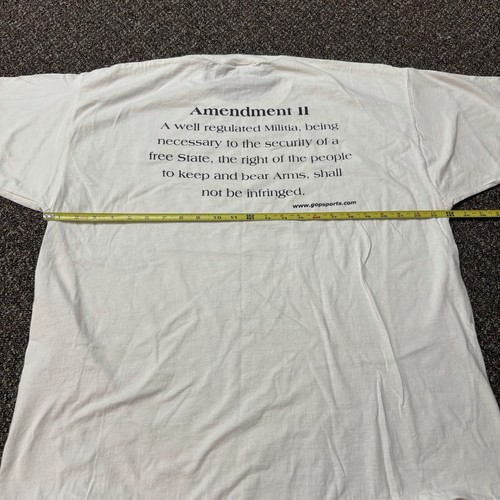 Amendment II
A well regulated Militia, being
necessary to the security of a
free State, the right of the people
to keep and bear Arms, shall
not be infringed.
www.gopsports.com